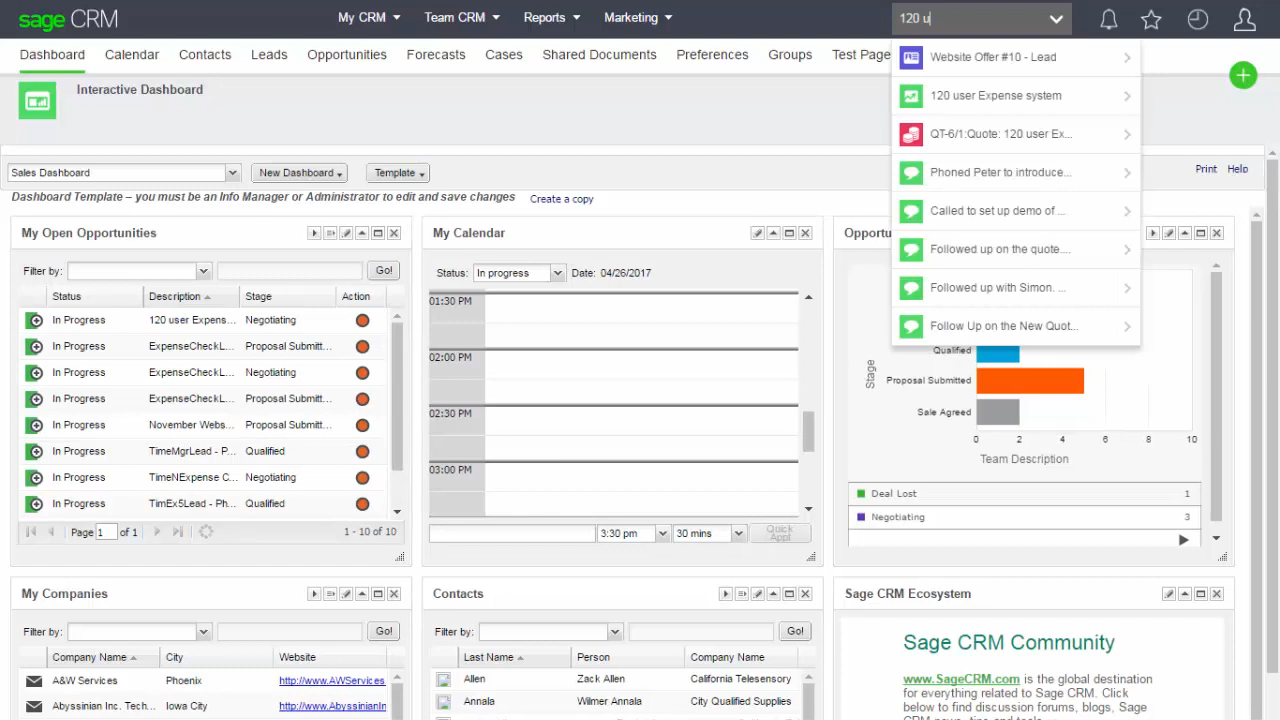 sage CRM
My CRM
Team CRM
Reports
Marketing
120 u
Dashboard
Calendar
Contacts
Leads
Opportunities
Forecasts
Cases
Shared Documents
Preferences
Groups
Test Page
Website Offer #10 - Lead
120 user Expense system
QT-6/1:Quote: 120 user Ex...
Phoned Peter to introduce...
Called to set up demo of ...
Followed up on the quote....
Followed up with Simon. ...
Follow Up on the New Quot...
Interactive Dashboard
Sales Dashboard
New Dashboard
Template
Print
Help
Dashboard Template – you must be an Info Manager or Administrator to edit and save changes
Create a copy
My Open Opportunities
Filter by:
Go!
Status
Description
Stage
Action
In Progress 120 user Expens... Negotiating
In Progress ExpenseCheckL... Proposal Submitt...
In Progress ExpenseCheckL... Negotiating
In Progress ExpenseCheckL... Proposal Submitt...
In Progress November Webs... Proposal Submitt...
In Progress TimeMgrLead - P... Qualified
In Progress TimeNExpense C... Negotiating
In Progress TimEx5Lead - Ph... Qualified
Page 1 of 1
1 - 10 of 10
My Calendar
Status: In progress Date: 04/26/2017
01:30 PM
02:00 PM
02:30 PM
03:00 PM
3:30 pm
30 mins
Quick Appt
Opportu
Stage
Qualified
Proposal Submitted
Sale Agreed
0 2 4 6 8 10
Team Description
Deal Lost 1
Negotiating 3
My Companies
Filter by:
Go!
Company Name City Website
A&W Services Phoenix http://www.AWServices
Abyssinian Inc. Tech... Iowa City http://www.AbyssinianIn
Contacts
Filter by:
Go!
Last Name Person Company Name
Allen Zack Allen California Telesensory
Annala Wilmer Annala City Qualified Supplies
Sage CRM Ecosystem
Sage CRM Community
www.SageCRM.com is the global destination
for everything related to Sage CRM. Click
below to find discussion forums, blogs, Sage